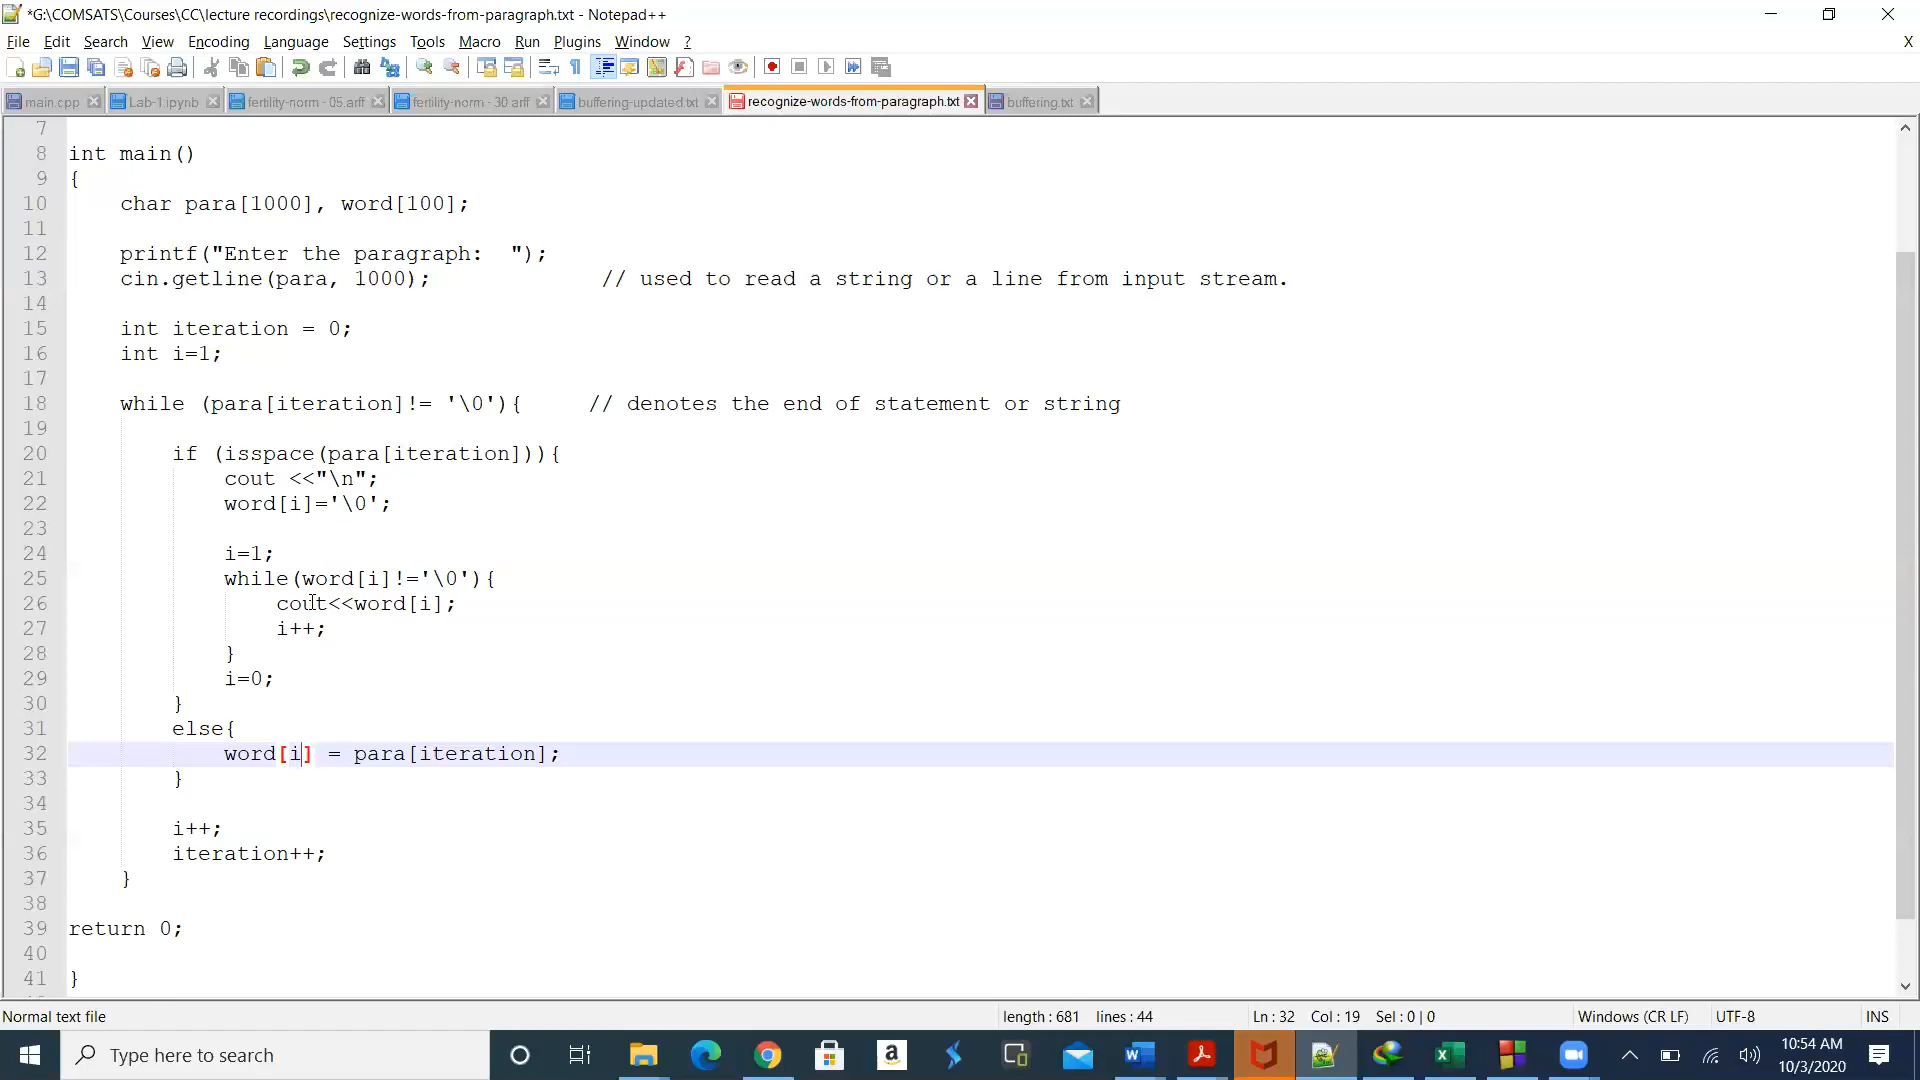 *G:\COMSATS\Courses\CC\lecture recordings\recognize-words-from-paragraph.txt - Notepad++
File Edit Search View Encoding Language Settings Tools Macro Run Plugins Window ? X
main.cpp Lab-1.ipynb fertility-norm - 05.arff fertility-norm - 30.arff buffering-updated.txt recognize-words-from-paragraph.txt buffering.txt
7
8 int main()
9 {
10 char para[1000], word[100];
11
12 printf("Enter the paragraph:  ");
13 cin.getline(para, 1000); // used to read a string or a line from input stream.
14
15 int iteration = 0;
16 int i=1;
17
18 while (para[iteration]!= '\0'){ // denotes the end of statement or string
19
20 if (isspace(para[iteration])){
21 cout <<"\n";
22 word[i]='\0';
23
24 i=1;
25 while(word[i]!='\0'){
26 cout<<word[i];
27 i++;
28 }
29 i=0;
30 }
31 else{
32 word[i] = para[iteration];
33 }
34
35 i++;
36 iteration++;
37 }
38
39 return 0;
40
41 }
Normal text file length : 681 lines : 44 Ln : 32 Col : 19 Sel : 0 | 0 Windows (CR LF) UTF-8 INS
Type here to search
10:54 AM
10/3/2020